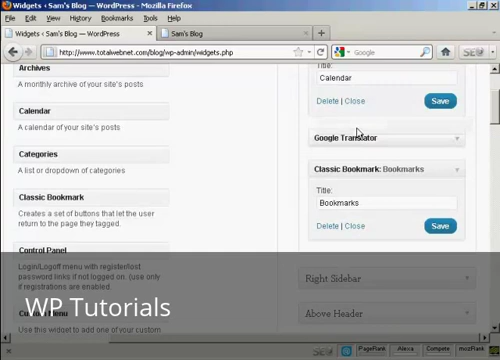 Widgets ‹ Sam's Blog — WordPress - Mozilla Firefox
File Edit View History Bookmarks Tools Help
Widgets ‹ Sam's Blog — WordPress
Sam's Blog
http://www.totalwebnet.com/blog/wp-admin/widgets.php
Google
Archives
A monthly archive of your site's posts
Calendar
A calendar of your site's posts
Categories
A list or dropdown of categories
Classic Bookmark
Creates a set of buttons that let the user
return to the page they tagged.
Control Panel
Login/Logoff menu with register/lost
password links if not logged on. (use only
if registrations are enabled.
Custom Menu
Use this widget to add one of your custom
Title:
Calendar
Delete | Close
Save
Google Translator
Classic Bookmark: Bookmarks
Title:
Bookmarks
Delete | Close
Save
Right Sidebar
Above Header
WP Tutorials
PageRank
Alexa
Compete
mozRank